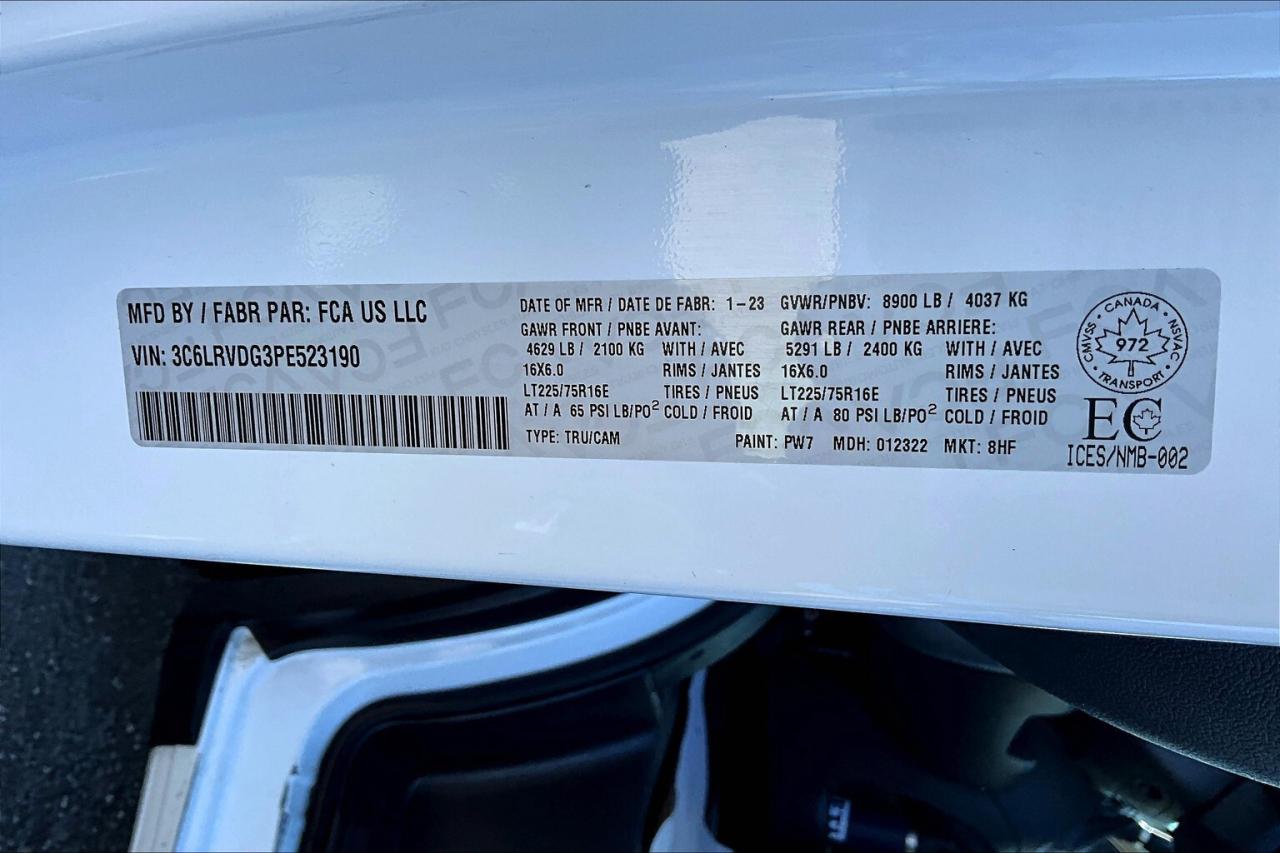 MFD BY / FABR PAR: FCA US LLC
VIN: 3C6LRVDG3PE523190
DATE OF MFR / DATE DE FABR: 1-23 GVWR/PNBV: 8900 LB / 4037 KG
GAWR FRONT / PNBE AVANT: GAWR REAR / PNBE ARRIERE:
4629 LB / 2100 KG WITH / AVEC 5291 LB / 2400 KG WITH / AVEC
16X6.0 RIMS / JANTES 16X6.0 RIMS / JANTES
LT225/75R16E TIRES / PNEUS LT225/75R16E TIRES / PNEUS
AT / A 65 PSI LB/PO² COLD / FROID AT / A 80 PSI LB/PO² COLD / FROID
TYPE: TRU/CAM PAINT: PW7 MDH: 012322 MKT: 8HF
CANADA
CMVSS 972 NSVAC
TRANSPORT
EC
ICES/NMB-002